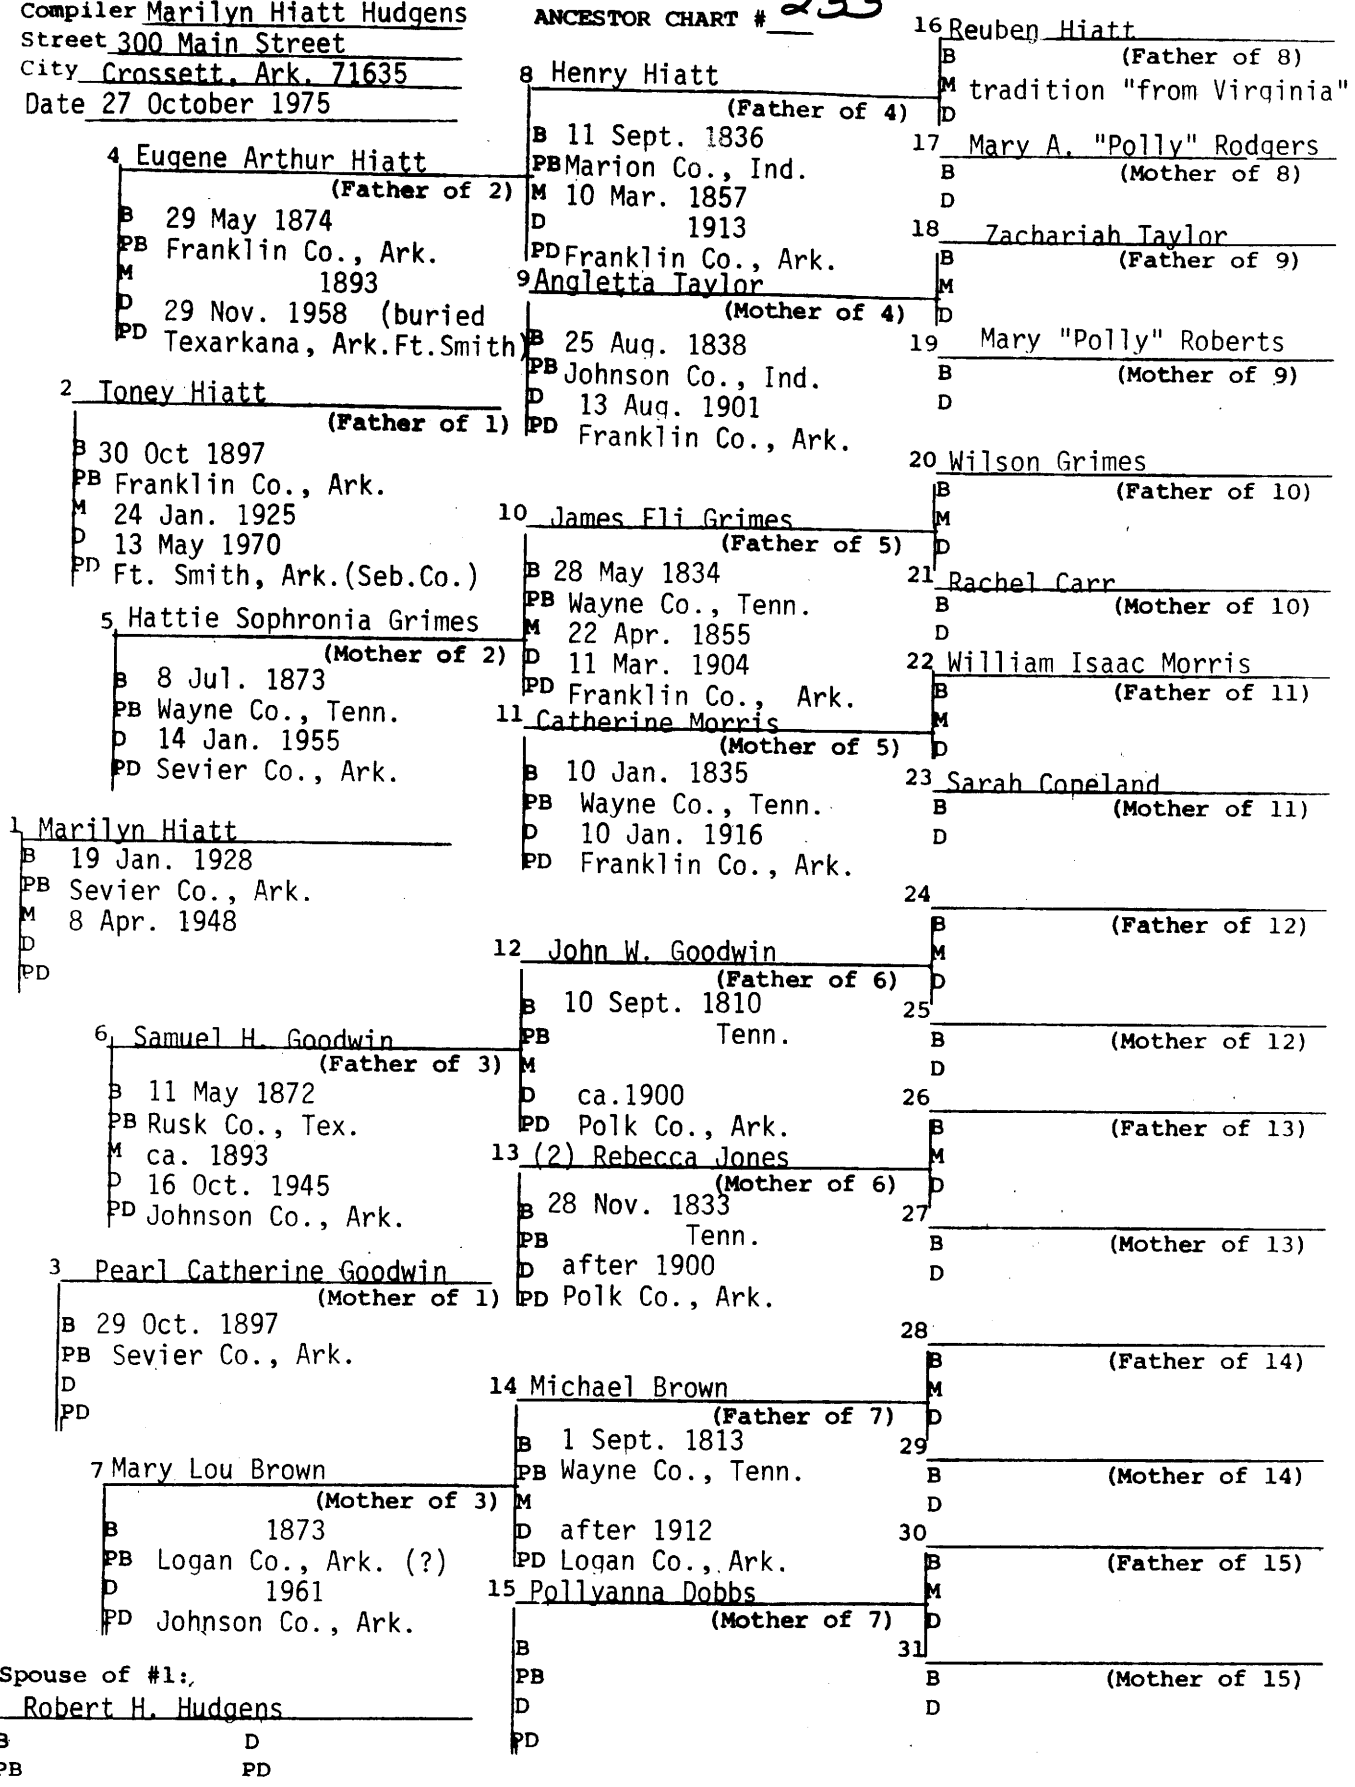 Compiler Marilyn Hiatt Hudgens
Street 300 Main Street
City Crossett, Ark. 71635
Date 27 October 1975
ANCESTOR CHART # 233
4 Eugene Arthur Hiatt
(Father of 2)
B 29 May 1874
PB Franklin Co., Ark.
M 1893
D 29 Nov. 1958 (buried
PD Texarkana, Ark.Ft.Smith)
2 Toney Hiatt
(Father of 1)
B 30 Oct 1897
PB Franklin Co., Ark.
M 24 Jan. 1925
D 13 May 1970
PD Ft. Smith, Ark.(Seb.Co.)
5 Hattie Sophronia Grimes
(Mother of 2)
B 8 Jul. 1873
PB Wayne Co., Tenn.
D 14 Jan. 1955
PD Sevier Co., Ark.
1 Marilyn Hiatt
B 19 Jan. 1928
PB Sevier Co., Ark.
M 8 Apr. 1948
D
PD
6 Samuel H. Goodwin
(Father of 3)
B 11 May 1872
PB Rusk Co., Tex.
M ca. 1893
D 16 Oct. 1945
PD Johnson Co., Ark.
3 Pearl Catherine Goodwin
(Mother of 1)
B 29 Oct. 1897
PB Sevier Co., Ark.
D
PD
7 Mary Lou Brown
(Mother of 3)
B 1873
PB Logan Co., Ark. (?)
D 1961
PD Johnson Co., Ark.
Spouse of #1:
Robert H. Hudgens
B D
PB PD
8 Henry Hiatt
(Father of 4)
B 11 Sept. 1836
PB Marion Co., Ind.
M 10 Mar. 1857
D 1913
PD Franklin Co., Ark.
9 Angletta Taylor
(Mother of 4)
B 25 Aug. 1838
PB Johnson Co., Ind.
D 13 Aug. 1901
PD Franklin Co., Ark.
10 James Eli Grimes
(Father of 5)
B 28 May 1834
PB Wayne Co., Tenn.
M 22 Apr. 1855
D 11 Mar. 1904
PD Franklin Co., Ark.
11 Catherine Morris
(Mother of 5)
B 10 Jan. 1835
PB Wayne Co., Tenn.
D 10 Jan. 1916
PD Franklin Co., Ark.
12 John W. Goodwin
(Father of 6)
B 10 Sept. 1810
PB Tenn.
M
D ca.1900
PD Polk Co., Ark.
13 (2) Rebecca Jones
(Mother of 6)
B 28 Nov. 1833
PB Tenn.
D after 1900
PD Polk Co., Ark.
14 Michael Brown
(Father of 7)
B 1 Sept. 1813
PB Wayne Co., Tenn.
M
D after 1912
PD Logan Co., Ark.
15 Pollyanna Dobbs
(Mother of 7)
B
PB
D
PD
16 Reuben Hiatt
B (Father of 8)
M tradition "from Virginia"
D
17 Mary A. "Polly" Rodgers
B (Mother of 8)
D
18 Zachariah Taylor
B (Father of 9)
M
D
19 Mary "Polly" Roberts
B (Mother of 9)
D
20 Wilson Grimes
B (Father of 10)
M
D
21 Rachel Carr
B (Mother of 10)
D
22 William Isaac Morris
B (Father of 11)
M
D
23 Sarah Copeland
B (Mother of 11)
D
24
B (Father of 12)
M
D
25
B (Mother of 12)
D
26
B (Father of 13)
M
D
27
B (Mother of 13)
D
28
B (Father of 14)
M
D
29
B (Mother of 14)
D
30
B (Father of 15)
M
D
31
B (Mother of 15)
D